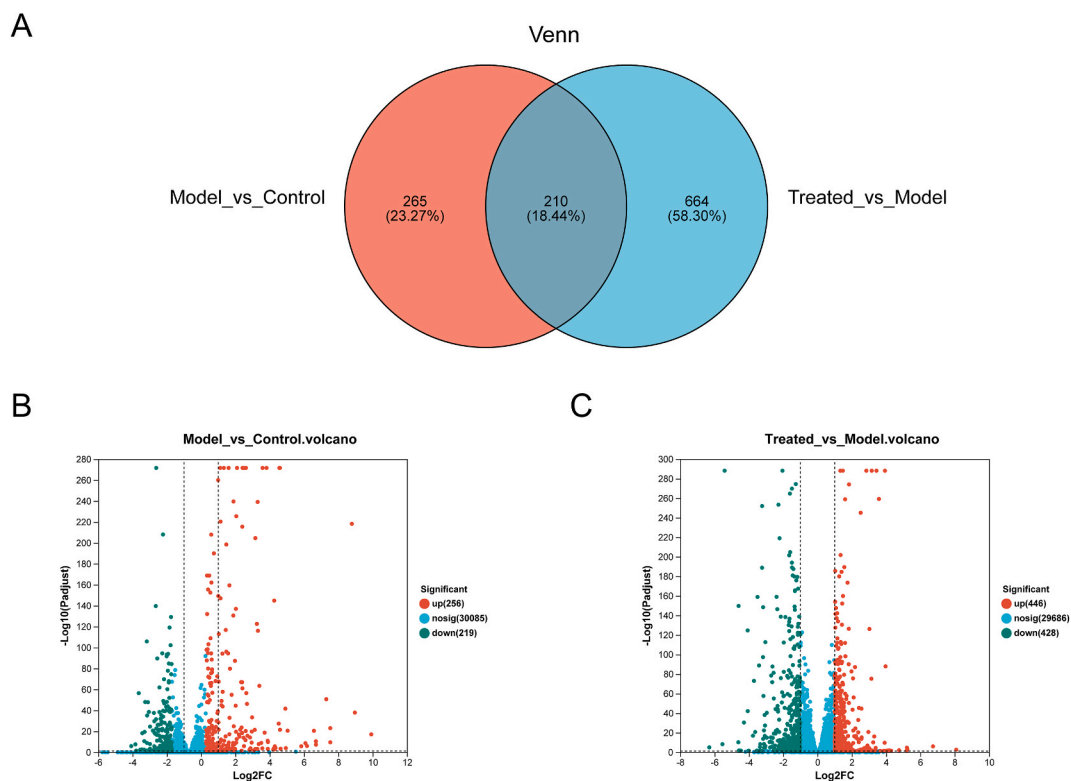 A
Venn
Model_vs_Control
265
(23.27%)
210
(18.44%)
664
(58.30%)
Treated_vs_Model
B
Model_vs_Control.volcano
-Log10(Padjust)
280
260
240
220
200
180
160
140
120
100
80
60
40
20
0
-6
-4
-2
0
2
4
6
8
10
12
Log2FC
Significant
up(256)
nosig(30085)
down(219)
C
Treated_vs_Model.volcano
-Log10(Padjust)
300
280
260
240
220
200
180
160
140
120
100
80
60
40
20
0
-8
-6
-4
-2
0
2
4
6
8
10
Log2FC
Significant
up(446)
nosig(29686)
down(428)